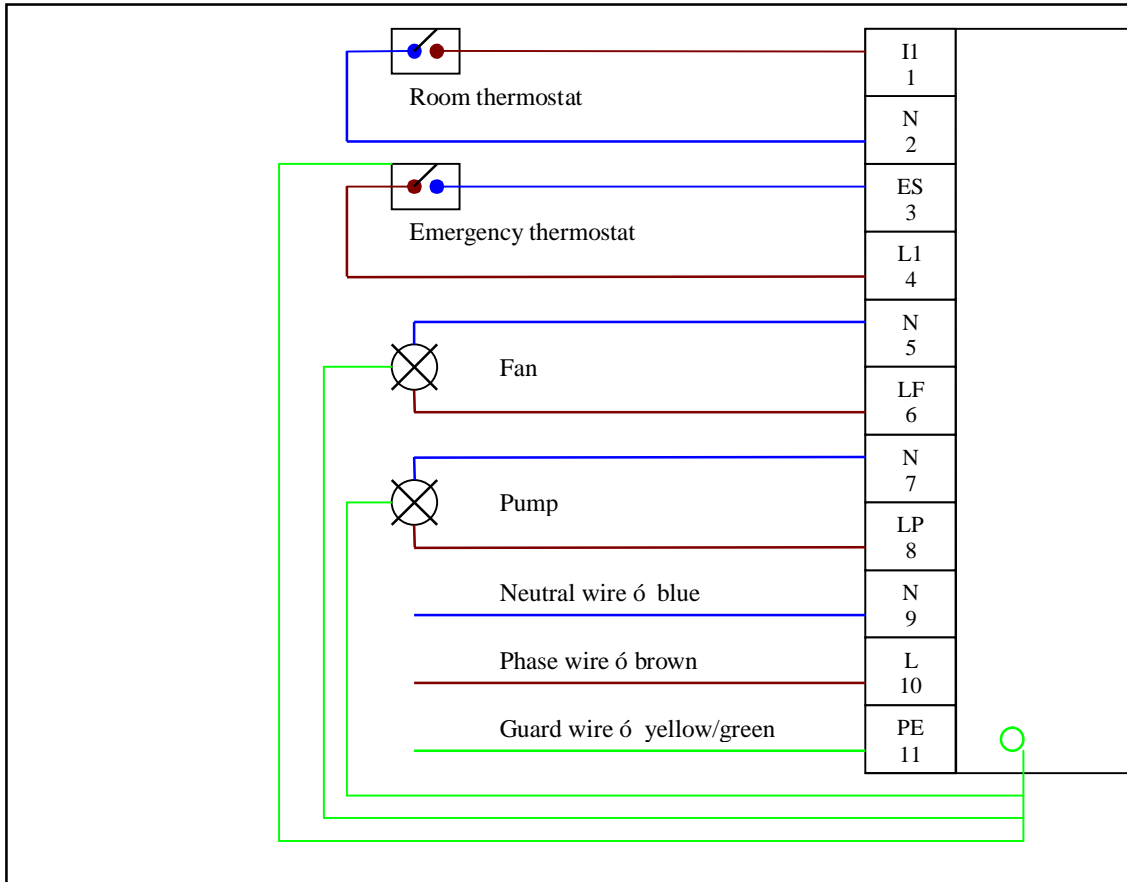 I1
1
Room thermostat
N
2
ES
3
Emergency thermostat
L1
4
N
5
Fan
LF
6
N
7
Pump
LP
8
Neutral wire ó blue
N
9
Phase wire ó brown
L
10
Guard wire ó yellow/green
PE
11